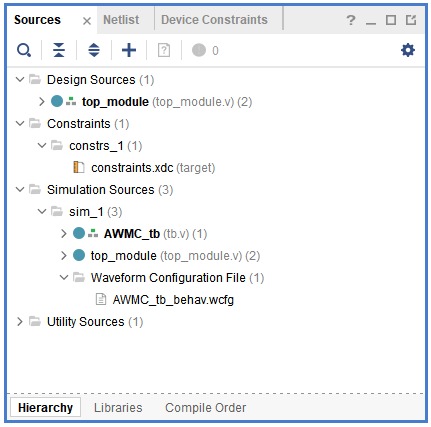 Sources Netlist Device Constraints
0
Design Sources (1)
top_module (top_module.v) (2)
Constraints (1)
constrs_1 (1)
constraints.xdc (target)
Simulation Sources (3)
sim_1 (3)
AWMC_tb (tb.v) (1)
top_module (top_module.v) (2)
Waveform Configuration File (1)
AWMC_tb_behav.wcfg
Utility Sources (1)
Hierarchy Libraries Compile Order